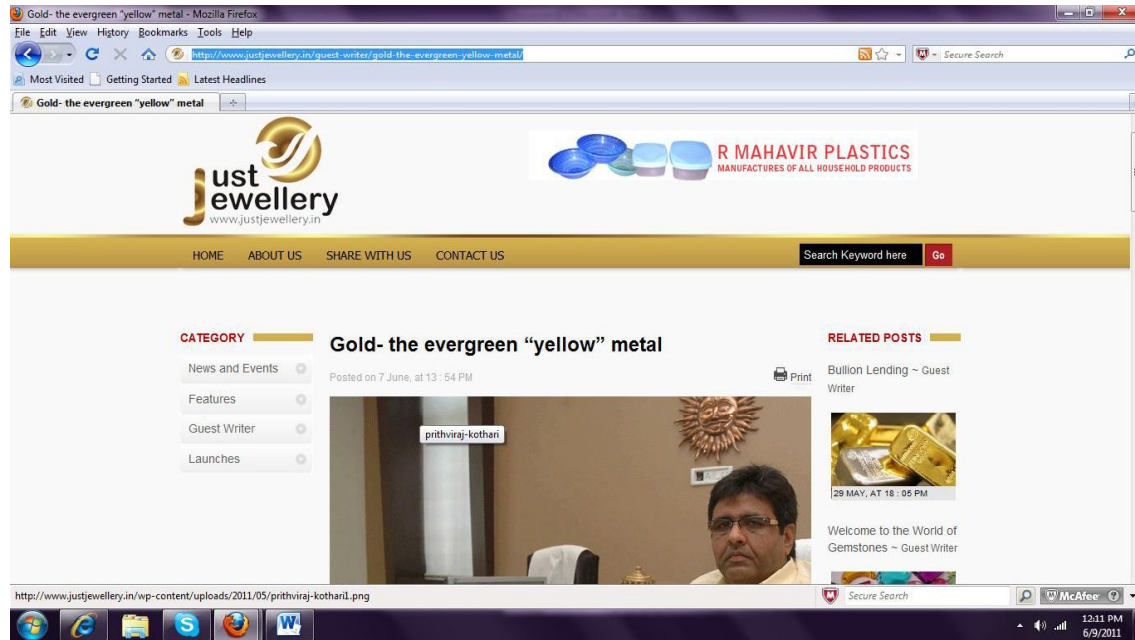 Gold- the evergreen "yellow" metal - Mozilla Firefox
File Edit View History Bookmarks Tools Help
http://www.justjewellery.in/guest-writer/gold-the-evergreen-yellow-metal/
Secure Search
Most Visited Getting Started Latest Headlines
Gold- the evergreen "yellow" metal
Just
Jewellery
www.justjewellery.in
R MAHAVIR PLASTICS
MANUFACTURES OF ALL HOUSEHOLD PRODUCTS
HOME ABOUT US SHARE WITH US CONTACT US
Search Keyword here Go
CATEGORY
News and Events
Features
Guest Writer
Launches
Gold- the evergreen “yellow” metal
Posted on 7 June, at 13 : 54 PM
Print
prithviraj-kothari
RELATED POSTS
Bullion Lending ~ Guest
Writer
29 MAY, AT 18 : 05 PM
Welcome to the World of
Gemstones ~ Guest Writer
http://www.justjewellery.in/wp-content/uploads/2011/05/prithviraj-kothari1.png
Secure Search
McAfee
12:11 PM
6/9/2011